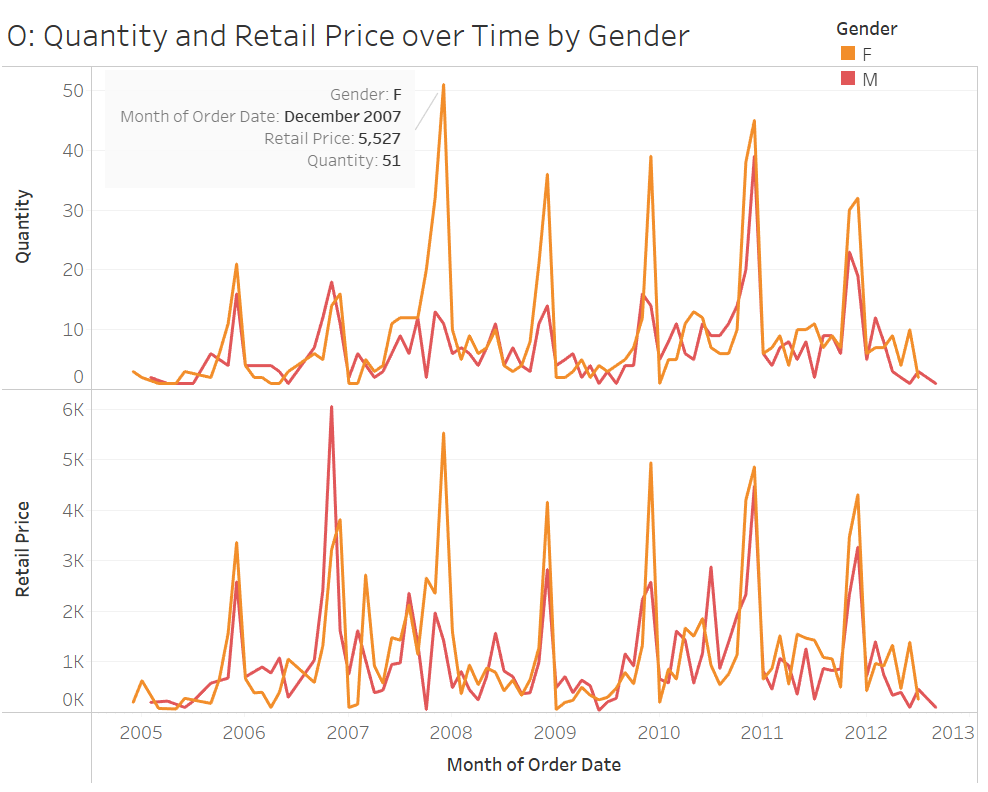 O: Quantity and Retail Price over Time by Gender
Gender
F
M
Gender: F
Month of Order Date: December 2007
Retail Price: 5,527
Quantity: 51
Quantity
50
40
30
20
10
0
Retail Price
6K
5K
4K
3K
2K
1K
0K
2005 2006 2007 2008 2009 2010 2011 2012 2013
Month of Order Date